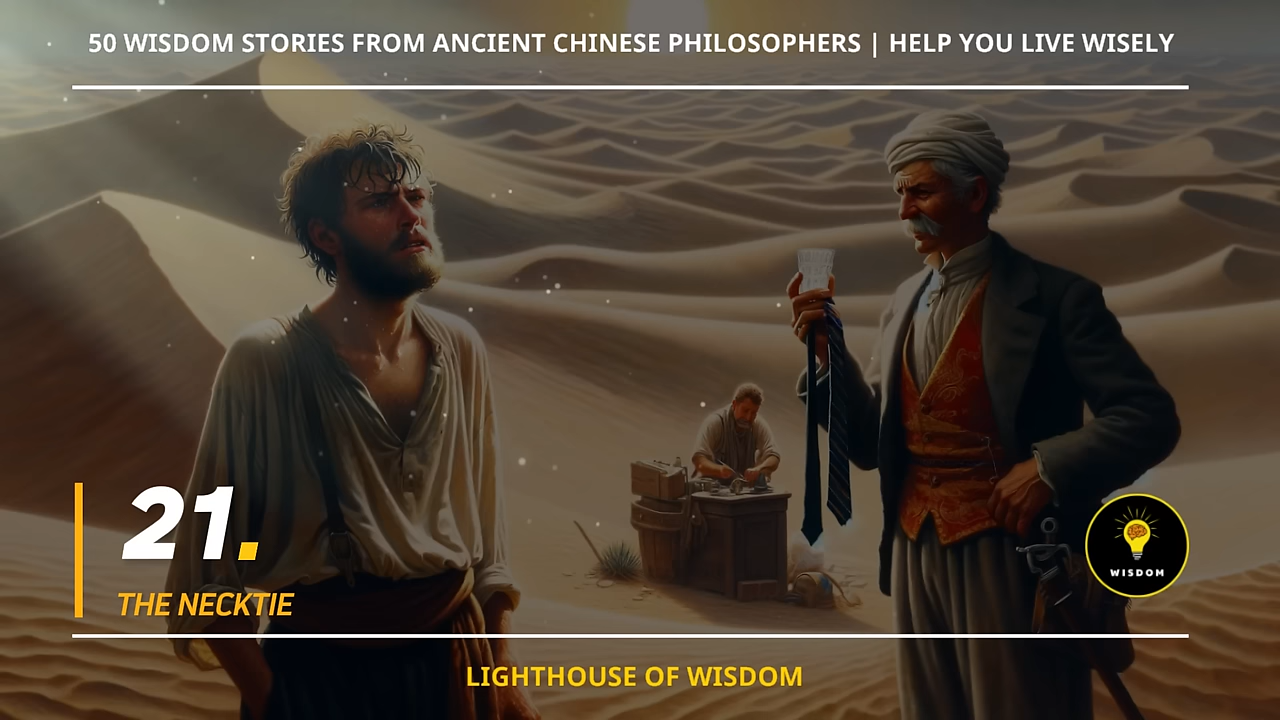 50 WISDOM STORIES FROM ANCIENT CHINESE PHILOSOPHERS | HELP YOU LIVE WISELY
21.
THE NECKTIE
WISDOM
LIGHTHOUSE OF WISDOM